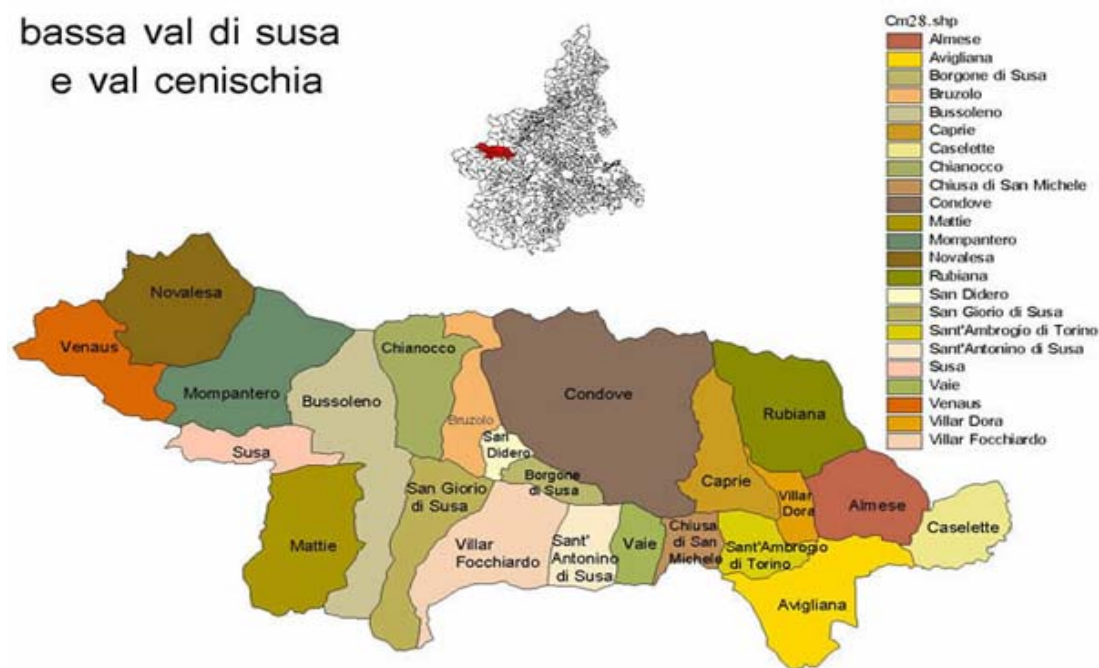 bassa val di susa
e val cenischia
Cm28.shp
Almese
Avigliana
Borgone di Susa
Bruzolo
Bussoleno
Caprie
Caselette
Chianocco
Chiusa di San Michele
Condove
Mattie
Mompantero
Novalesa
Rubiana
San Didero
San Giorio di Susa
Sant'Ambrogio di Torino
Sant'Antonino di Susa
Susa
Vaie
Venaus
Villar Dora
Villar Focchiardo
Novalesa
Venaus
Mompantero
Susa
Mattie
Bussoleno
Chianocco
Bruzolo
San
Didero
Borgone
di Susa
San Giorio
di Susa
Villar
Focchiardo
Sant'
Antonino
di Susa
Vaie
Condove
Chiusa
di San
Michele
Caprie
Rubiana
Villar
Dora
Almese
Sant'Ambrogio
di Torino
Avigliana
Caselette